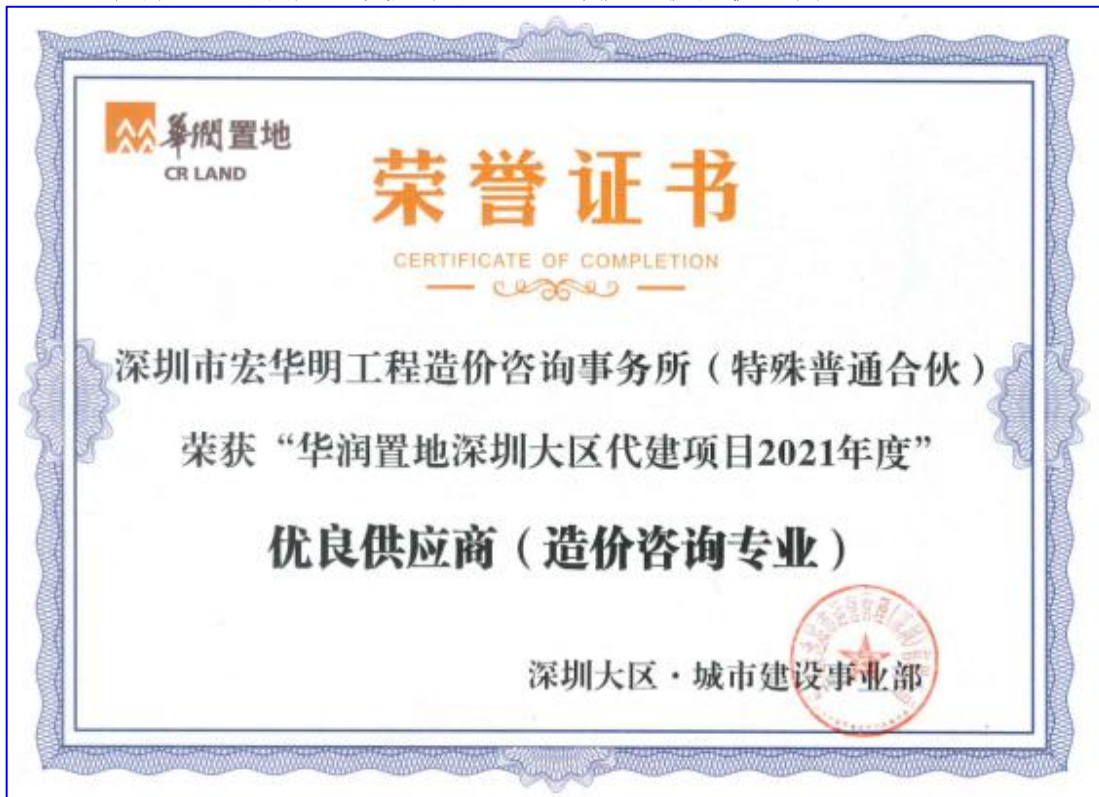 華潤置地
CR LAND
荣誉证书
CERTIFICATE OF COMPLETION
深圳市宏华明工程造价咨询事务所（特殊普通合伙）
荣获“华润置地深圳大区代建项目2021年度”
优良供应商（造价咨询专业）
深圳大区·城市建设事业部